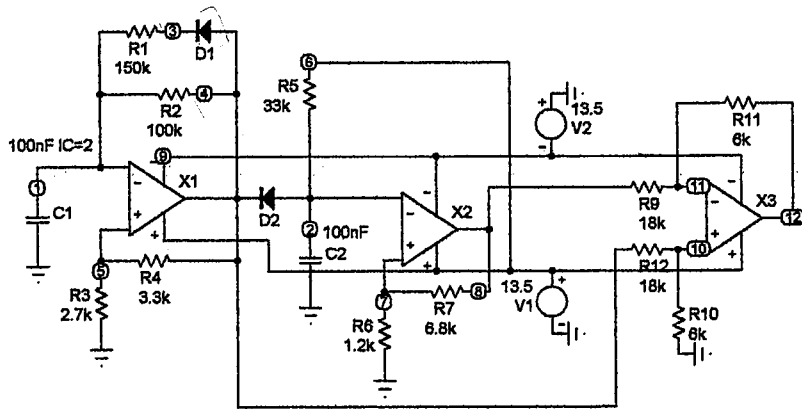 R1
150k
3
D1
R2
100k
4
100nF IC=2
1
C1
9
X1
5
R3
2.7k
R4
3.3k
D2
6
R5
33k
2
100nF
C2
X2
7
R6
1.2k
R7
6.8k
8
13.5
V2
13.5
V1
R9
18k
R12
18k
11
10
X3
R11
6k
12
R10
6k